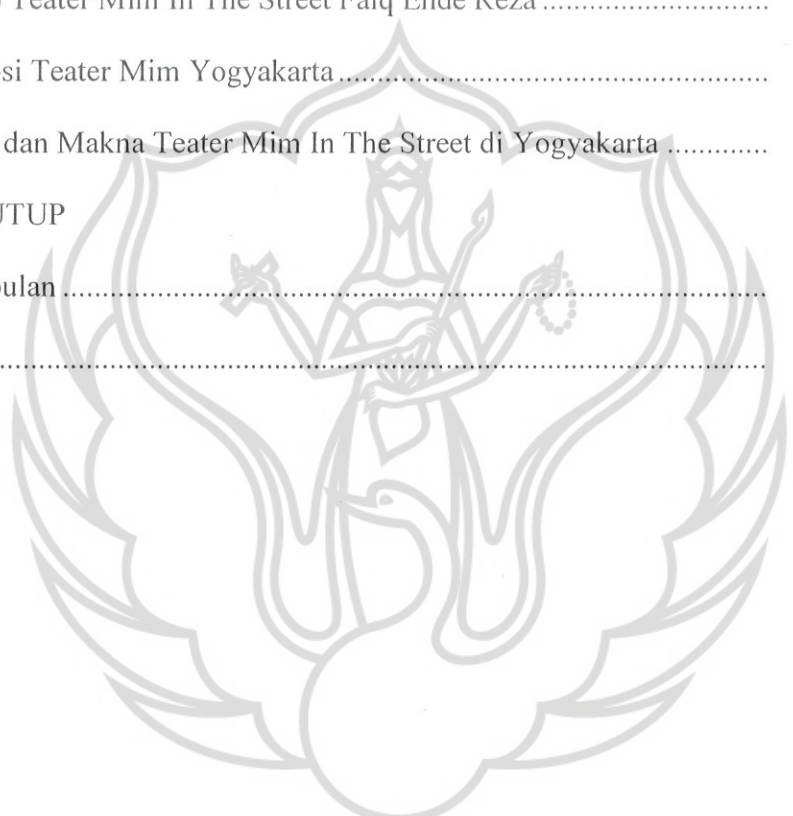 Teater Mim In The Street Faiq Ende Reza ..............................
si Teater Mim Yogyakarta ............................................................
dan Makna Teater Mim In The Street di Yogyakarta .............
UTUP
ulan ....................................................................................................
.............................................................................................................